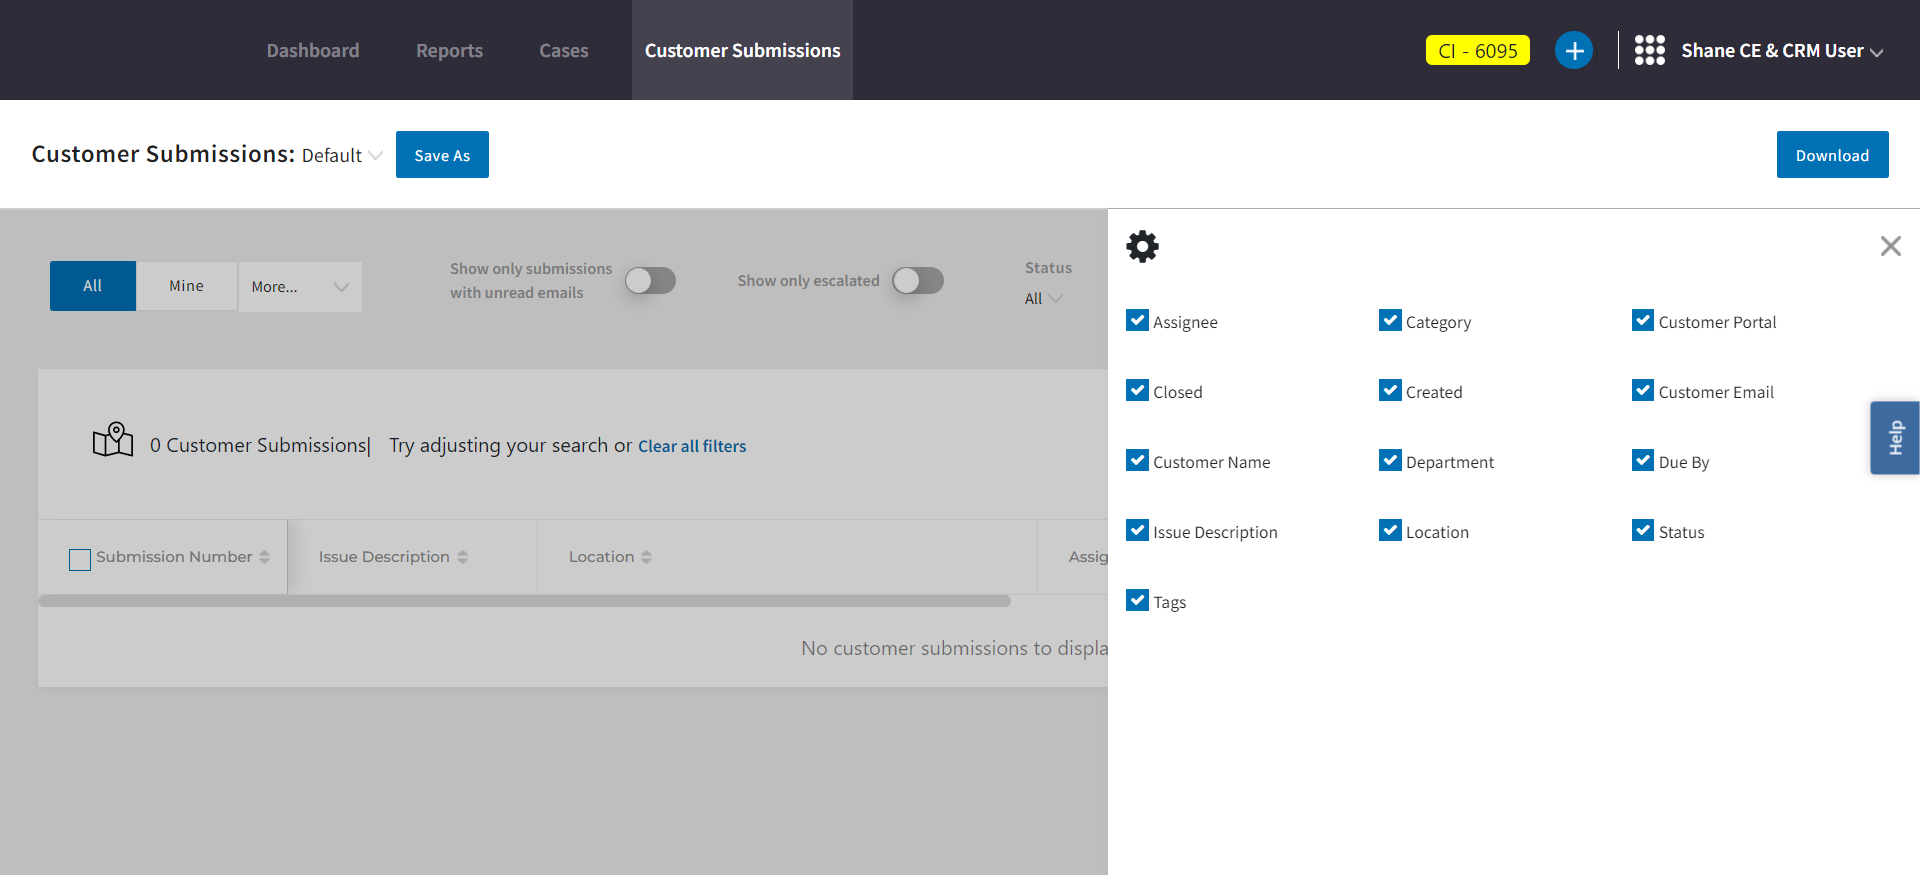 Dashboard
Reports
Cases
Customer Submissions
CI - 6095
Shane CE & CRM User
Customer Submissions: Default
Save As
Download
All
Mine
More...
Show only submissions
with unread emails
Show only escalated
Status
All
0 Customer Submissions| Try adjusting your search or Clear all filters
Submission Number
Issue Description
Location
Assig
No customer submissions to displa
Assignee
Category
Customer Portal
Closed
Created
Customer Email
Customer Name
Department
Due By
Issue Description
Location
Status
Tags
Help